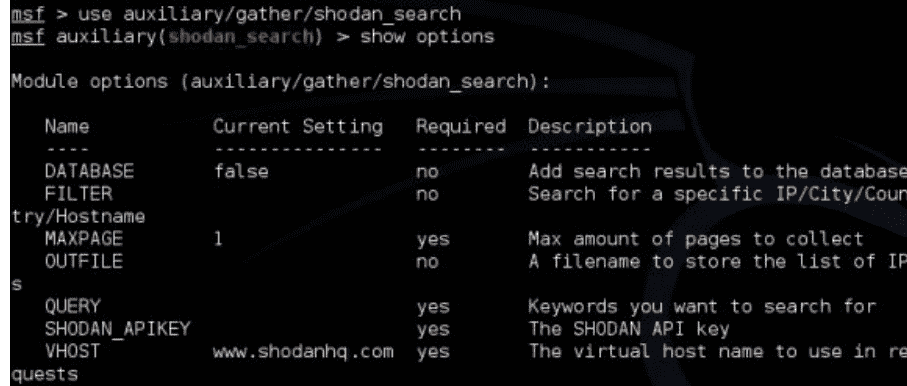 msf > use auxiliary/gather/shodan_search
msf auxiliary(shodan_search) > show options
Module options (auxiliary/gather/shodan_search):
Name Current Setting Required Description
---- --------------- -------- -----------
DATABASE false no Add search results to the database
FILTER no Search for a specific IP/City/Coun
try/Hostname
MAXPAGE 1 yes Max amount of pages to collect
OUTFILE no A filename to store the list of IP
s
QUERY yes Keywords you want to search for
SHODAN_APIKEY yes The SHODAN API key
VHOST www.shodanhq.com yes The virtual host name to use in re
quests